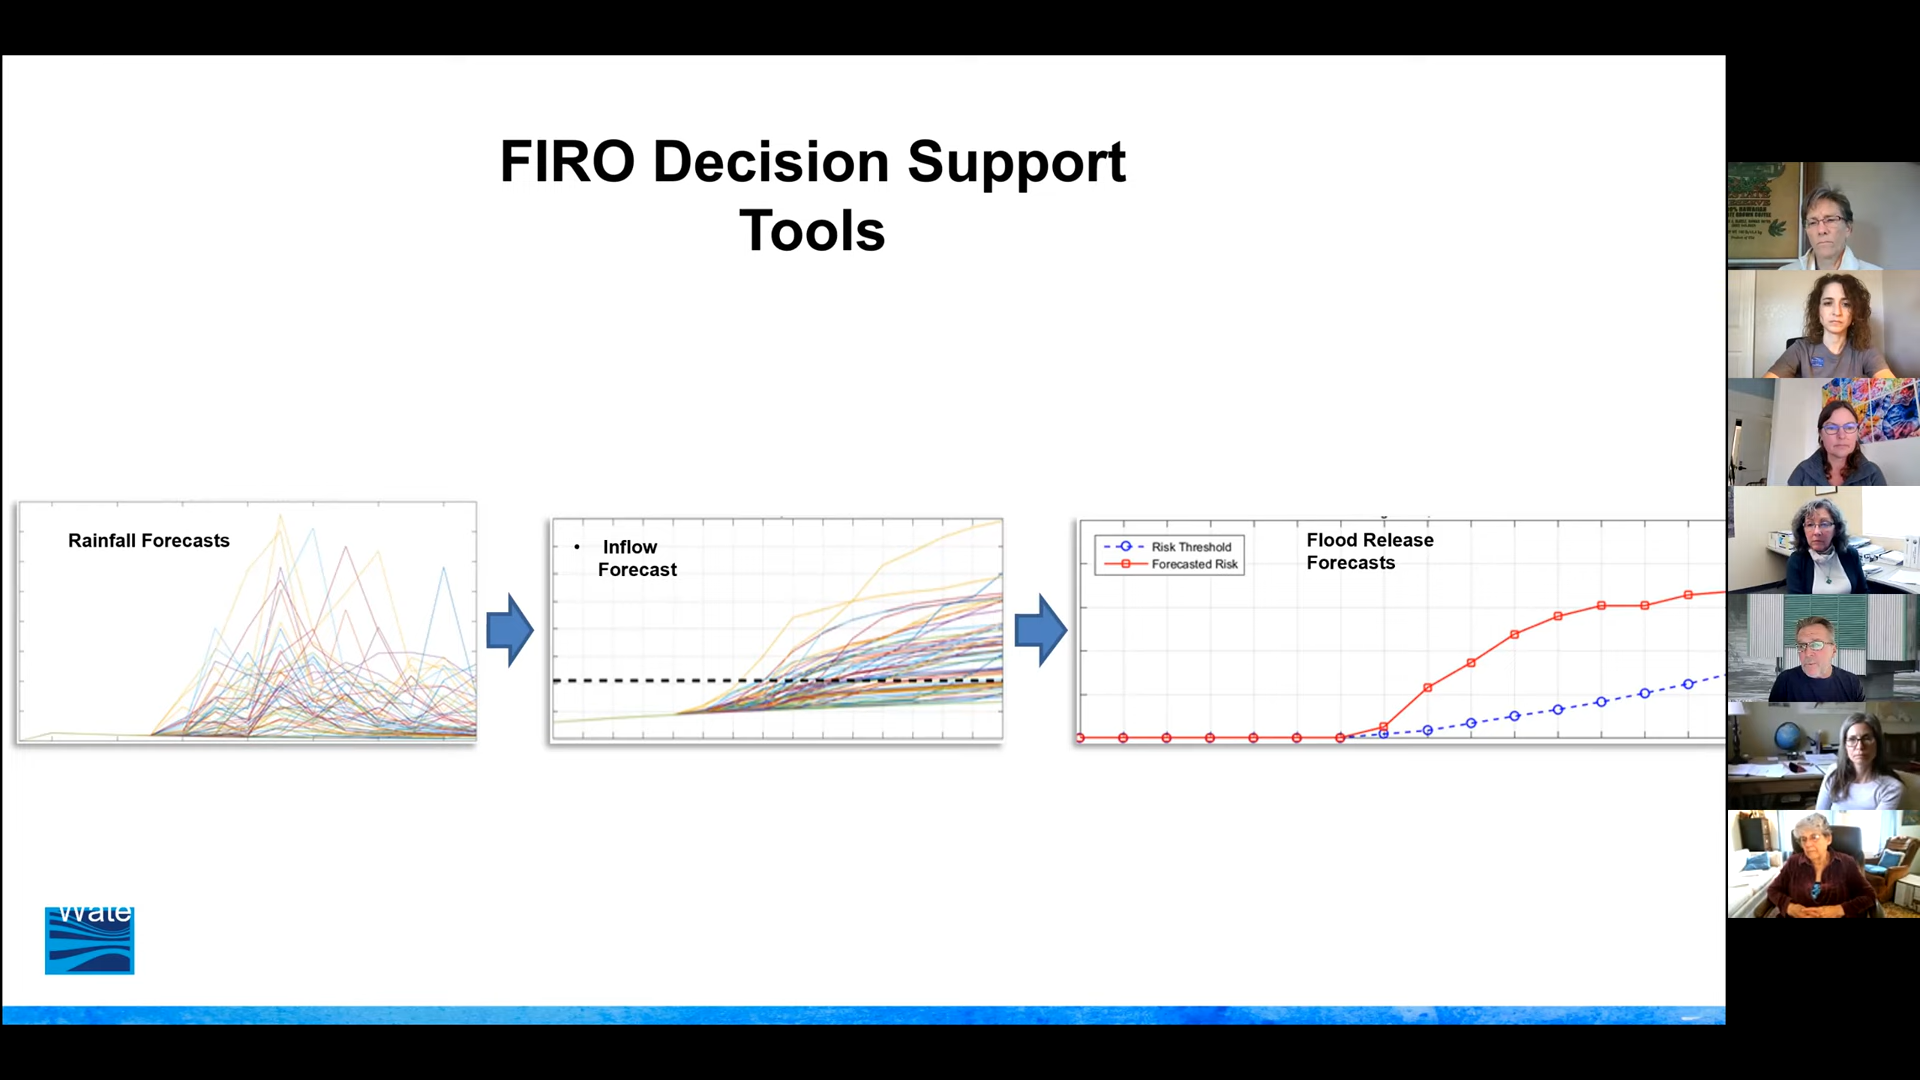 FIRO Decision Support
Tools
Rainfall Forecasts
• Inflow
Forecast
Risk Threshold
Forecasted Risk
Flood Release
Forecasts
Wate